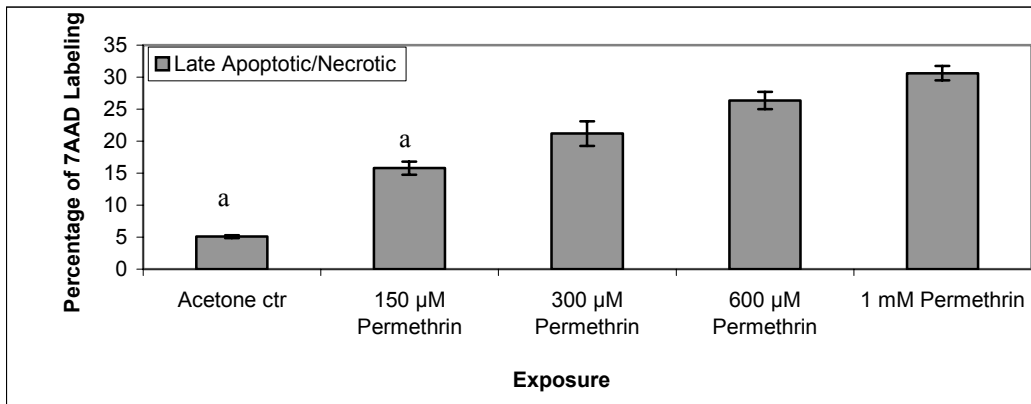 Percentage of 7AAD Labeling
35
30
25
20
15
10
5
0
Late Apoptotic/Necrotic
a
a
Acetone ctr
150 µM
Permethrin
300 µM
Permethrin
600 µM
Permethrin
1 mM Permethrin
Exposure